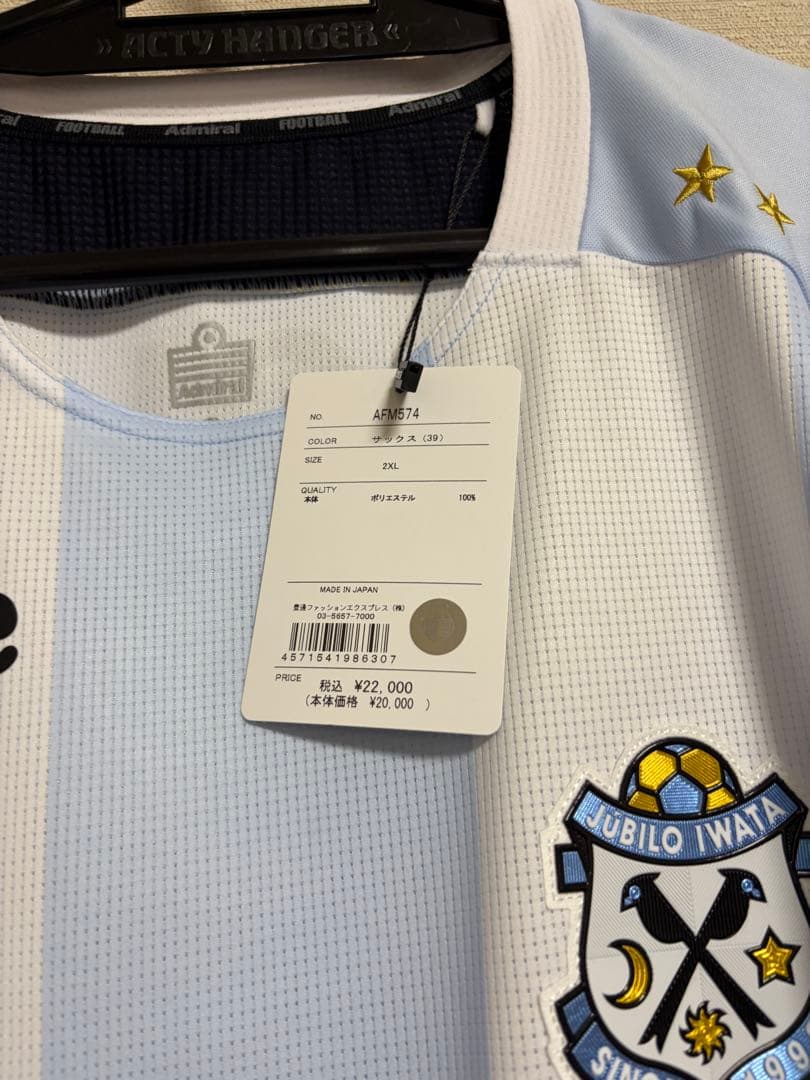 » ACTY HANGER «
FOOTBALL Admiral FOOTBALL Admiral
Admiral
NO. AFM574
COLOR サックス (39)
SIZE 2XL
QUALITY
本体 ポリエステル 100%
MADE IN JAPAN
豊通ファッションエクスプレス (株)
03-5657-7000
4571541986307
PRICE 税込 ¥22,000
(本体価格 ¥20,000 )
JUBILO IWATA